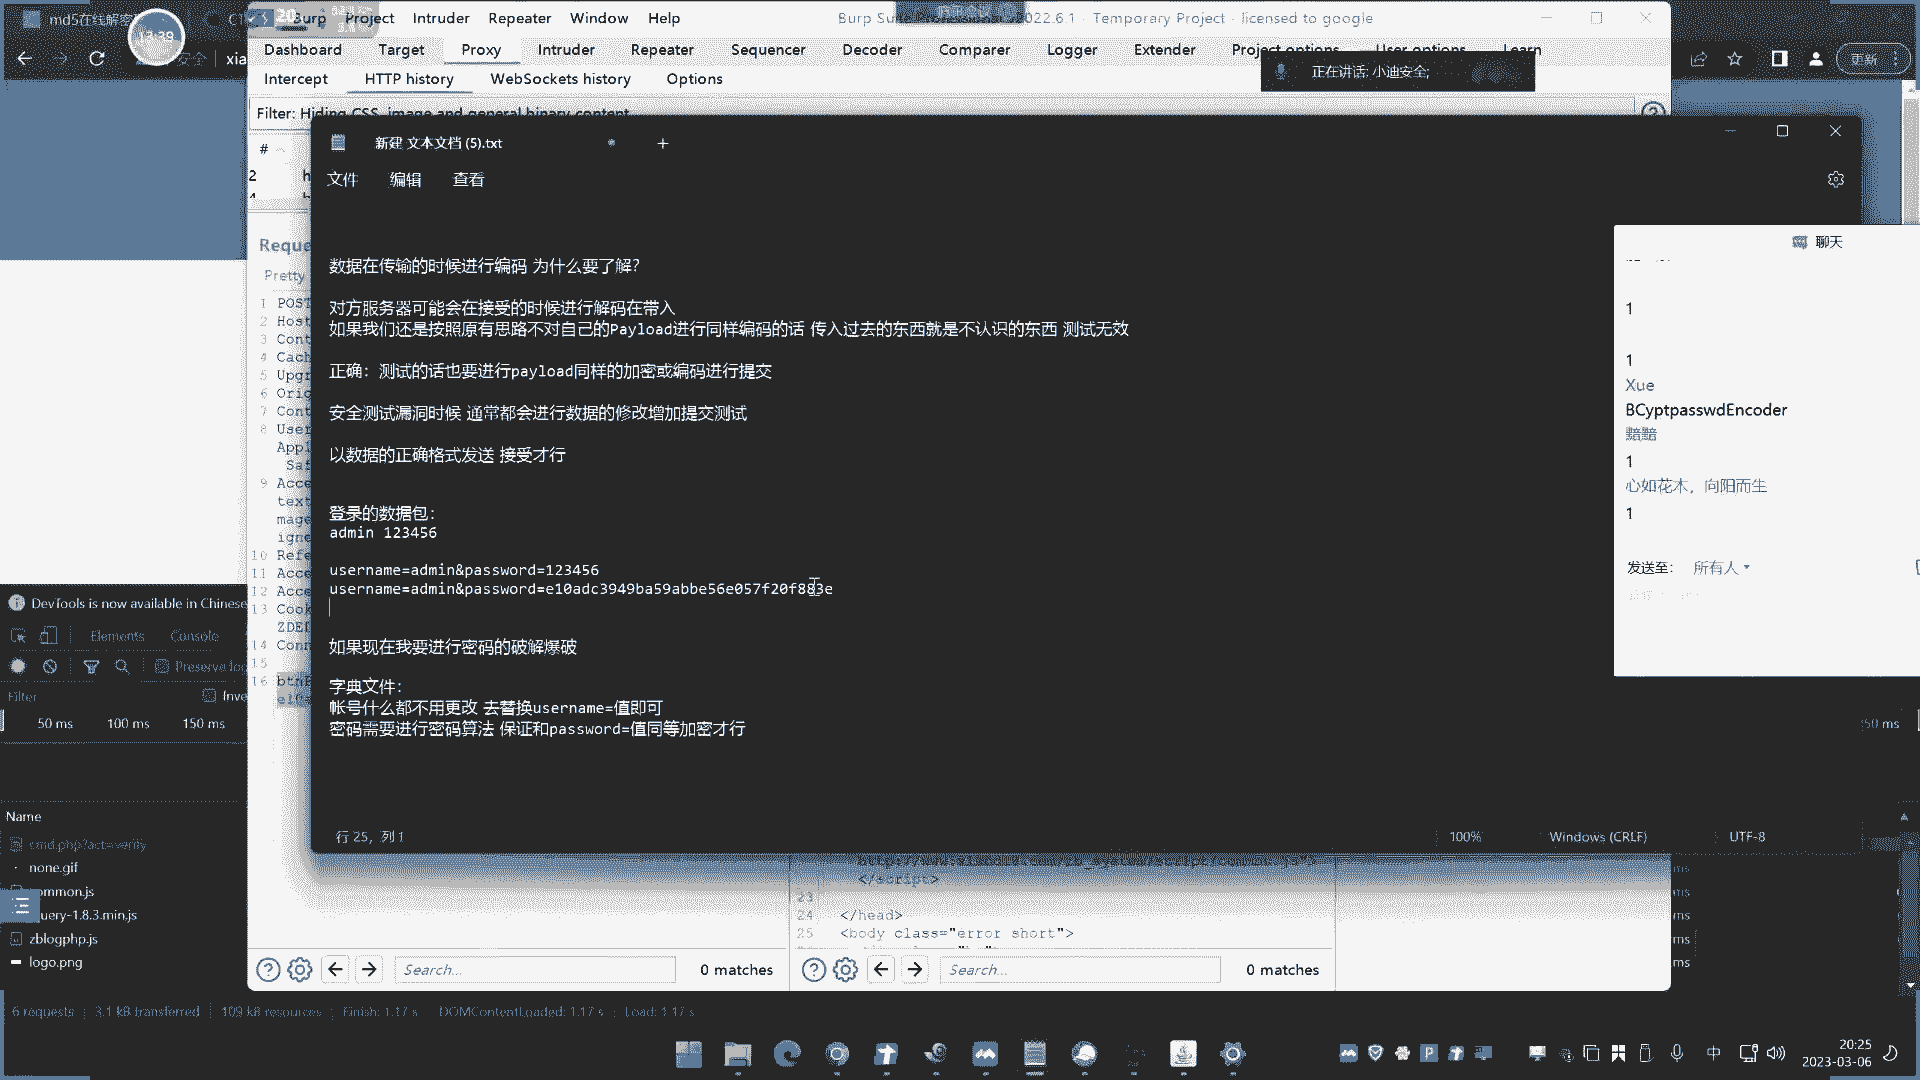 md5在线解密
Burp Project Intruder Repeater Window Help
Burp Suite Professional v2022.6.1 - Temporary Project - licensed to google
Dashboard Target Proxy Intruder Repeater Sequencer Decoder Comparer Logger Extender Project options User options Learn
Intercept HTTP history WebSockets history Options
更新
正在讲话: 小迪安全;
Filter: Hiding CSS, image and general binary content
#
2
Reque
Pretty
1 POST
2 Host
3 Cont
4 Cach
5 Upgr
6 Orig
7 Cont
8 User
Appl
Saf
9 Acce
text
mage
igne
10 Refe
11 Acce
12 Acce
13 Cook
ZDED
14 Conn
15
16 btnP
新建 文本文档 (5).txt
文件 编辑 查看
数据在传输的时候进行编码 为什么要了解?
对方服务器可能会在接受的时候进行解码在带入
如果我们还是按照原有思路不对自己的Payload进行同样编码的话 传入过去的东西就是不认识的东西 测试无效
正确: 测试的话也要进行payload同样的加密或编码进行提交
安全测试漏洞时候 通常都会进行数据的修改增加提交测试
以数据的正确格式发送 接受才行
登录的数据包:
admin 123456
username=admin&password=123456
username=admin&password=e10adc3949ba59abbe56e057f20f883e
如果现在我要进行密码的破解爆破
字典文件:
帐号什么都不用更改 去替换username=值即可
密码需要进行密码算法 保证和password=值同等加密才行
行 25, 列 1
100%
Windows (CRLF)
UTF-8
聊天
1
1
Xue
BCyptpasswdEncoder
黯黯
1
心如花木，向阳而生
1
发送至: 所有人
DevTools is now available in Chinese
Elements Console
Preserve log
Filter
Inve
50 ms 100 ms 150 ms
Name
cmd.php?act=verify
none.gif
common.js
query-1.8.3.min.js
zblogphp.js
logo.png
6 requests 3.1 kB transferred 109 kB resources Finish: 1.17 s DOMContentLoaded: 1.17 s Load: 1.17 s
</script>
23
24 </head>
25 <body class="error short">
Search... 0 matches
Search... 0 matches
中
20:25
2023-03-06